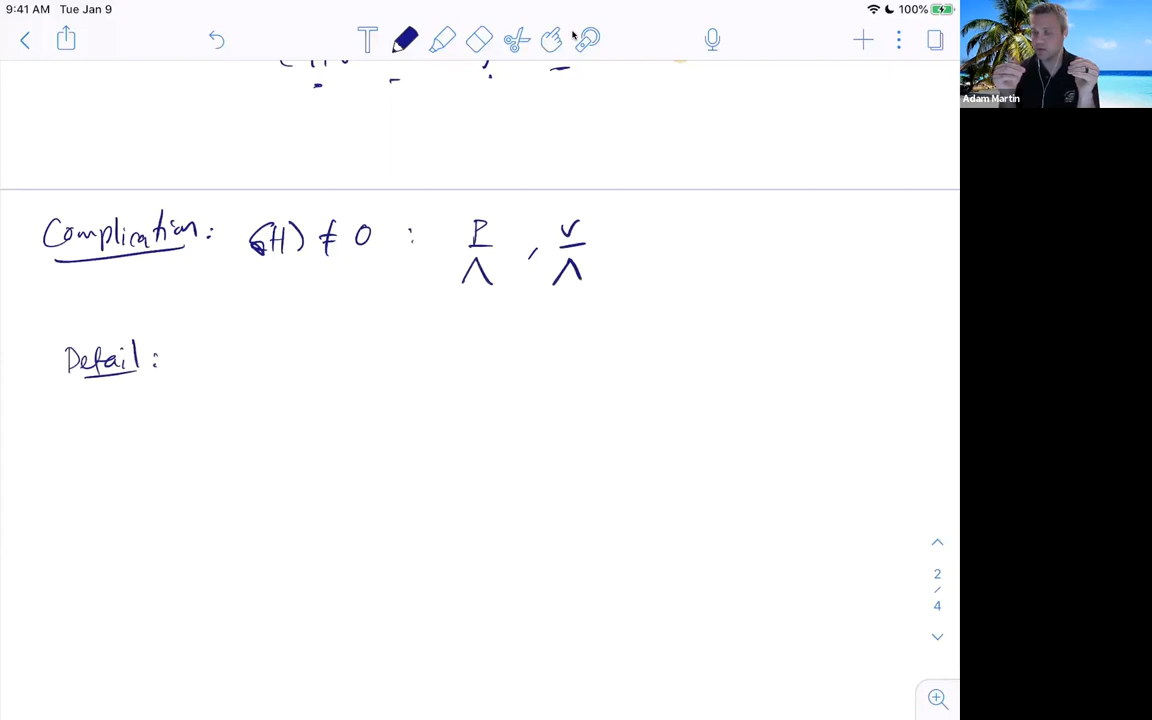 9:41 AM Tue Jan 9
100%
T
Adam Martin
Complication: ⟨H⟩ ≠ 0 : P/Λ , v/Λ
Detail:
2
/
4